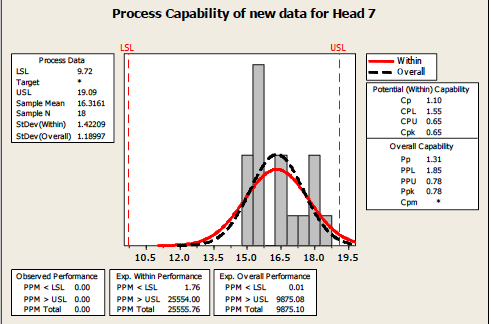 Process Capability of new data for Head 7
LSL USL
Process Data
LSL 9.72
Target *
USL 19.09
Sample Mean 16.3161
Sample N 18
StDev(Within) 1.42209
StDev(Overall) 1.18997
Within
Overall
Potential (Within) Capability
Cp 1.10
CPL 1.55
CPU 0.65
Cpk 0.65
Overall Capability
Pp 1.31
PPL 1.85
PPU 0.78
Ppk 0.78
Cpm *
10.5 12.0 13.5 15.0 16.5 18.0 19.5
Observed Performance
PPM < LSL 0.00
PPM > USL 0.00
PPM Total 0.00
Exp. Within Performance
PPM < LSL 1.76
PPM > USL 25554.00
PPM Total 25555.76
Exp. Overall Performance
PPM < LSL 0.01
PPM > USL 9875.08
PPM Total 9875.10